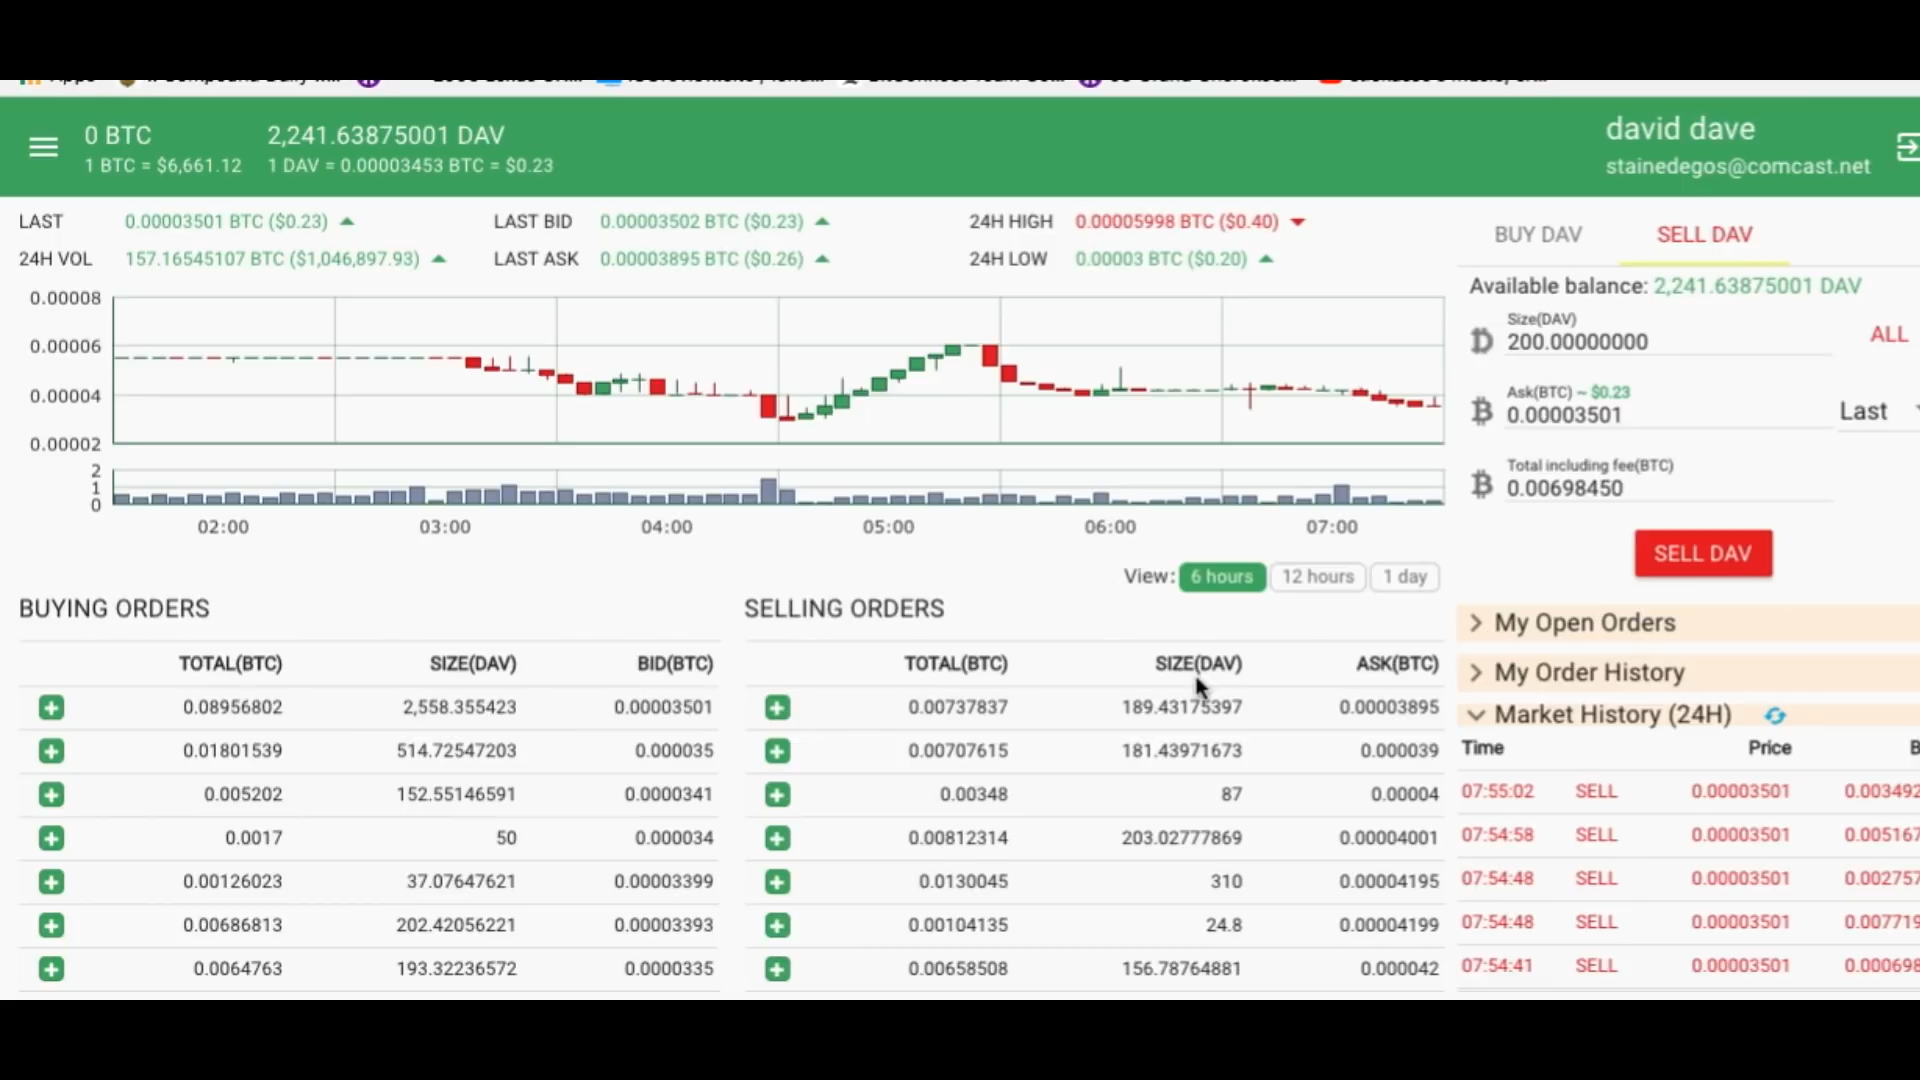 0 BTC
1 BTC = $6,661.12
2,241.63875001 DAV
1 DAV = 0.00003453 BTC = $0.23
david dave
stainedegos@comcast.net
LAST 0.00003501 BTC ($0.23)
LAST BID 0.00003502 BTC ($0.23)
24H HIGH 0.00005998 BTC ($0.40)
24H VOL 157.16545107 BTC ($1,046,897.93)
LAST ASK 0.00003895 BTC ($0.26)
24H LOW 0.00003 BTC ($0.20)
0.00008
0.00006
0.00004
0.00002
2
1
0
02:00 03:00 04:00 05:00 06:00 07:00
View: 6 hours 12 hours 1 day
BUYING ORDERS
TOTAL(BTC) SIZE(DAV) BID(BTC)
0.08956802 2,558.355423 0.00003501
0.01801539 514.72547203 0.000035
0.005202 152.55146591 0.0000341
0.0017 50 0.000034
0.00126023 37.07647621 0.00003399
0.00686813 202.42056221 0.00003393
0.0064763 193.32236572 0.0000335
SELLING ORDERS
TOTAL(BTC) SIZE(DAV) ASK(BTC)
0.00737837 189.43175397 0.00003895
0.00707615 181.43971673 0.000039
0.00348 87 0.00004
0.00812314 203.02777869 0.00004001
0.0130045 310 0.00004195
0.00104135 24.8 0.00004199
0.00658508 156.78764881 0.000042
BUY DAV SELL DAV
Available balance: 2,241.63875001 DAV
Size(DAV)
200.00000000 ALL
Ask(BTC) ~ $0.23
0.00003501 Last
Total including fee(BTC)
0.00698450
SELL DAV
My Open Orders
My Order History
Market History (24H)
Time Price B
07:55:02 SELL 0.00003501 0.003492
07:54:58 SELL 0.00003501 0.005167
07:54:48 SELL 0.00003501 0.002757
07:54:48 SELL 0.00003501 0.007719
07:54:41 SELL 0.00003501 0.000698